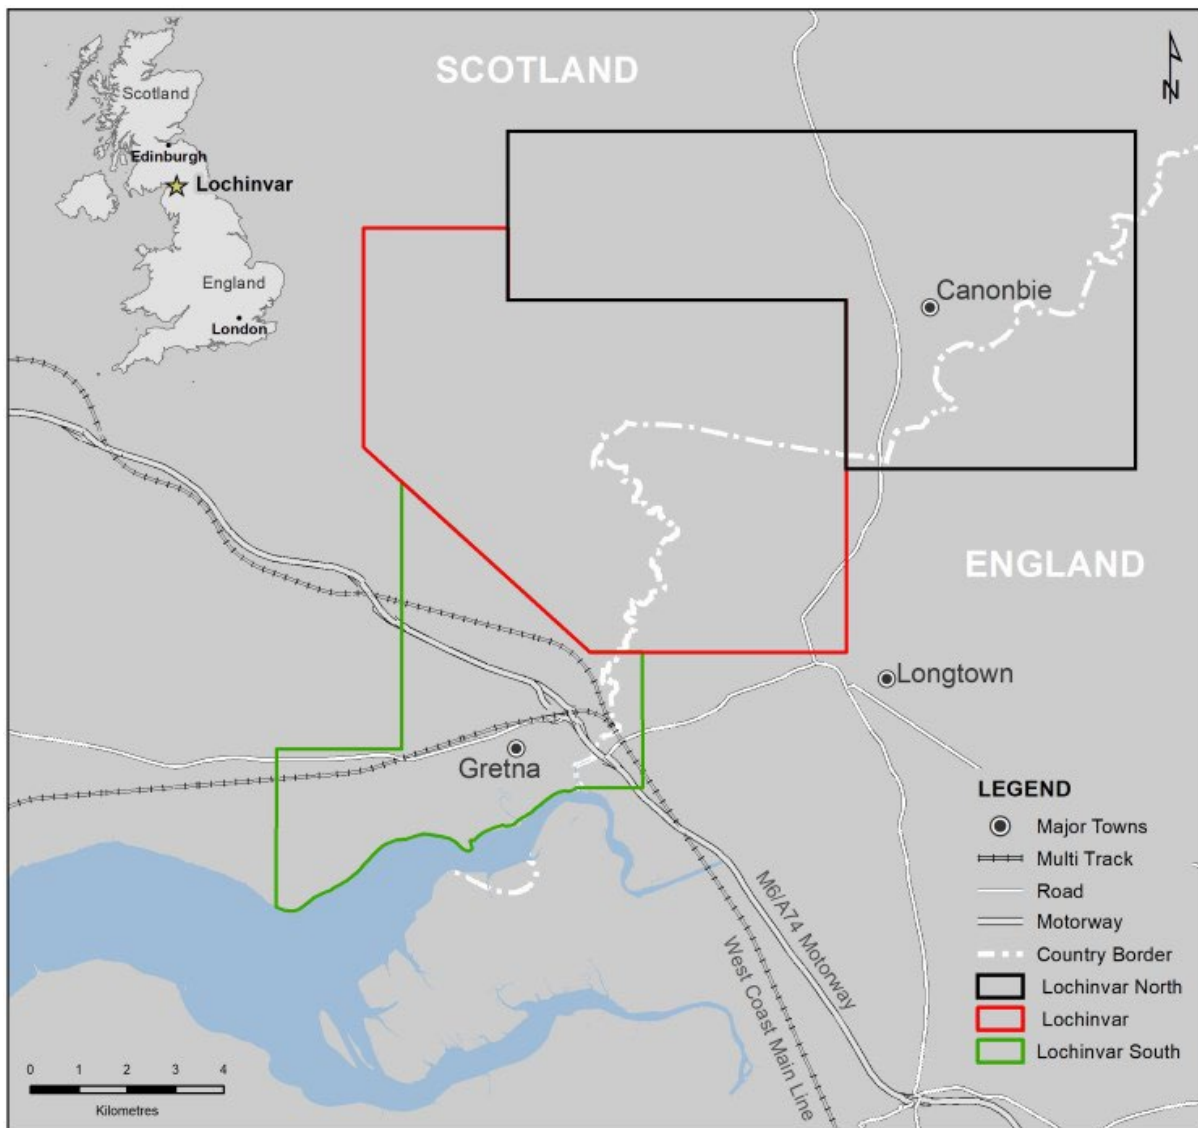 SCOTLAND
N
Scotland
Edinburgh
Lochinvar
England
London
Canonbie
ENGLAND
Longtown
Gretna
M6/A74 Motorway
West Coast Main Line
LEGEND
Major Towns
Multi Track
Road
Motorway
Country Border
Lochinvar North
Lochinvar
Lochinvar South
0 1 2 3 4
Kilometres